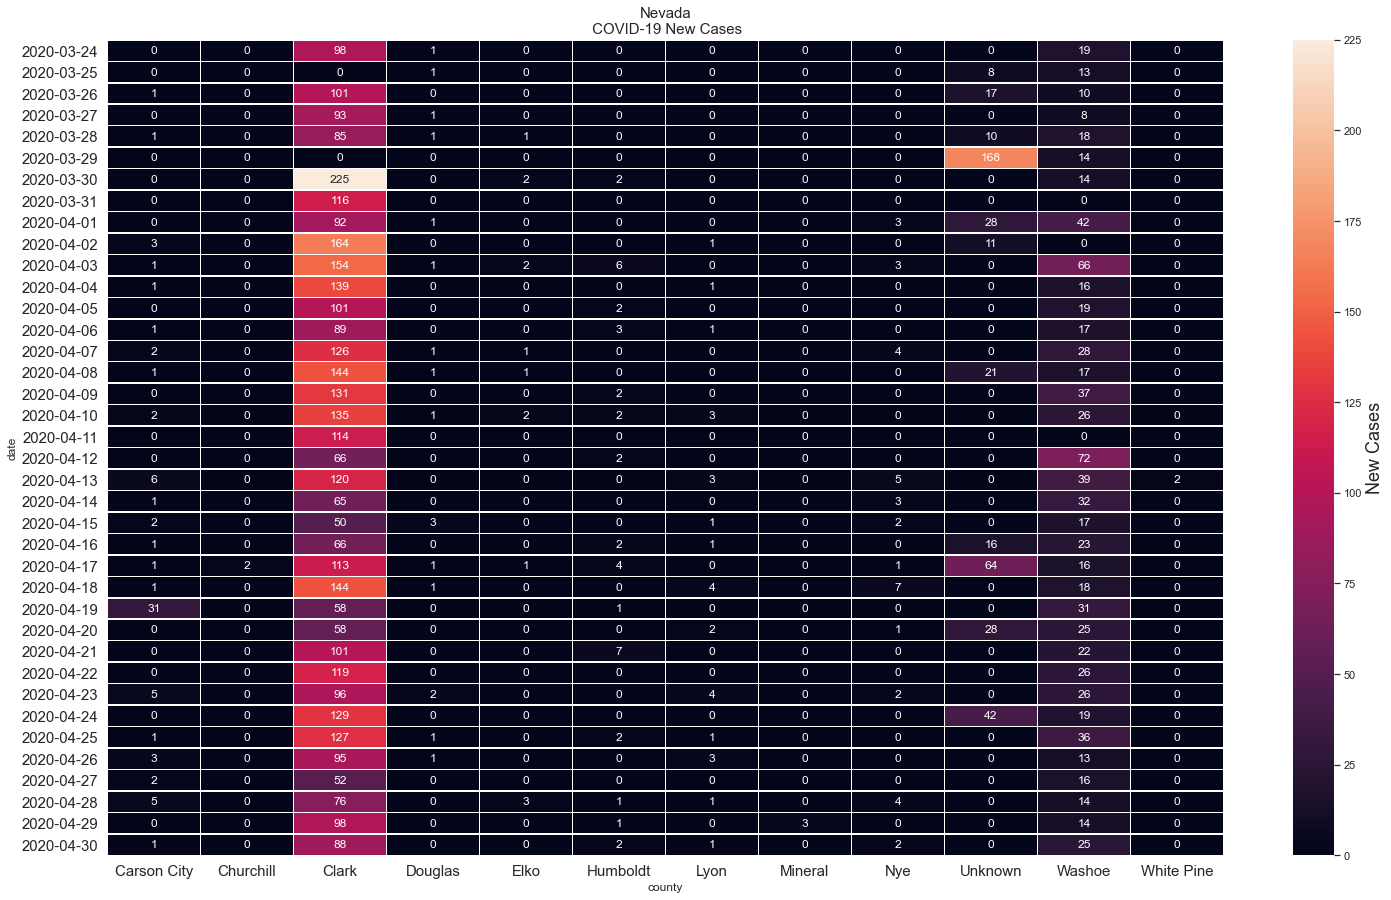 Nevada
COVID-19 New Cases
2020-03-24 0 0 98 1 0 0 0 0 0 0 19 0
2020-03-25 0 0 0 1 0 0 0 0 0 8 13 0
2020-03-26 1 0 101 0 0 0 0 0 0 17 10 0
2020-03-27 0 0 93 1 0 0 0 0 0 0 8 0
2020-03-28 1 0 85 1 1 0 0 0 0 10 18 0
2020-03-29 0 0 0 0 0 0 0 0 0 168 14 0
2020-03-30 0 0 225 0 2 2 0 0 0 0 14 0
2020-03-31 0 0 116 0 0 0 0 0 0 0 0 0
2020-04-01 0 0 92 1 0 0 0 0 3 28 42 0
2020-04-02 3 0 164 0 0 0 1 0 0 11 0 0
2020-04-03 1 0 154 1 2 6 0 0 3 0 66 0
2020-04-04 1 0 139 0 0 0 1 0 0 0 16 0
2020-04-05 0 0 101 0 0 2 0 0 0 0 19 0
2020-04-06 1 0 89 0 0 3 1 0 0 0 17 0
2020-04-07 2 0 126 1 1 0 0 0 4 0 28 0
2020-04-08 1 0 144 1 1 0 0 0 0 21 17 0
2020-04-09 0 0 131 0 0 2 0 0 0 0 37 0
2020-04-10 2 0 135 1 2 2 3 0 0 0 26 0
2020-04-11 0 0 114 0 0 0 0 0 0 0 0 0
2020-04-12 0 0 66 0 0 2 0 0 0 0 72 0
2020-04-13 6 0 120 0 0 0 3 0 5 0 39 2
2020-04-14 1 0 65 0 0 0 0 0 3 0 32 0
2020-04-15 2 0 50 3 0 0 1 0 2 0 17 0
2020-04-16 1 0 66 0 0 2 1 0 0 16 23 0
2020-04-17 1 2 113 1 1 4 0 0 1 64 16 0
2020-04-18 1 0 144 1 0 0 4 0 7 0 18 0
2020-04-19 31 0 58 0 0 1 0 0 0 0 31 0
2020-04-20 0 0 58 0 0 0 2 0 1 28 25 0
2020-04-21 0 0 101 0 0 7 0 0 0 0 22 0
2020-04-22 0 0 119 0 0 0 0 0 0 0 26 0
2020-04-23 5 0 96 2 0 0 4 0 2 0 26 0
2020-04-24 0 0 129 0 0 0 0 0 0 42 19 0
2020-04-25 1 0 127 1 0 2 1 0 0 0 36 0
2020-04-26 3 0 95 1 0 0 3 0 0 0 13 0
2020-04-27 2 0 52 0 0 0 0 0 0 0 16 0
2020-04-28 5 0 76 0 3 1 1 0 4 0 14 0
2020-04-29 0 0 98 0 0 1 0 3 0 0 14 0
2020-04-30 1 0 88 0 0 2 1 0 2 0 25 0
date
Carson City Churchill Clark Douglas Elko Humboldt Lyon Mineral Nye Unknown Washoe White Pine
county
225
200
175
150
125
100
75
50
25
0
New Cases